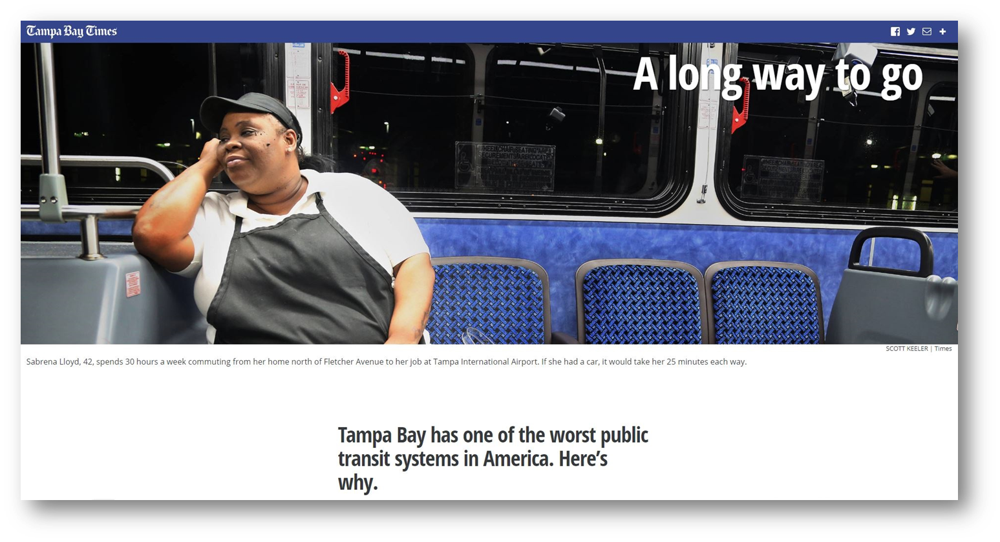 Tampa Bay Times
A long way to go
WHEELCHAIR SEATING AREA
SCOTT KEELER | Times
Sabrena Lloyd, 42, spends 30 hours a week commuting from her home north of Fletcher Avenue to her job at Tampa International Airport. If she had a car, it would take her 25 minutes each way.
Tampa Bay has one of the worst public
transit systems in America. Here’s
why.